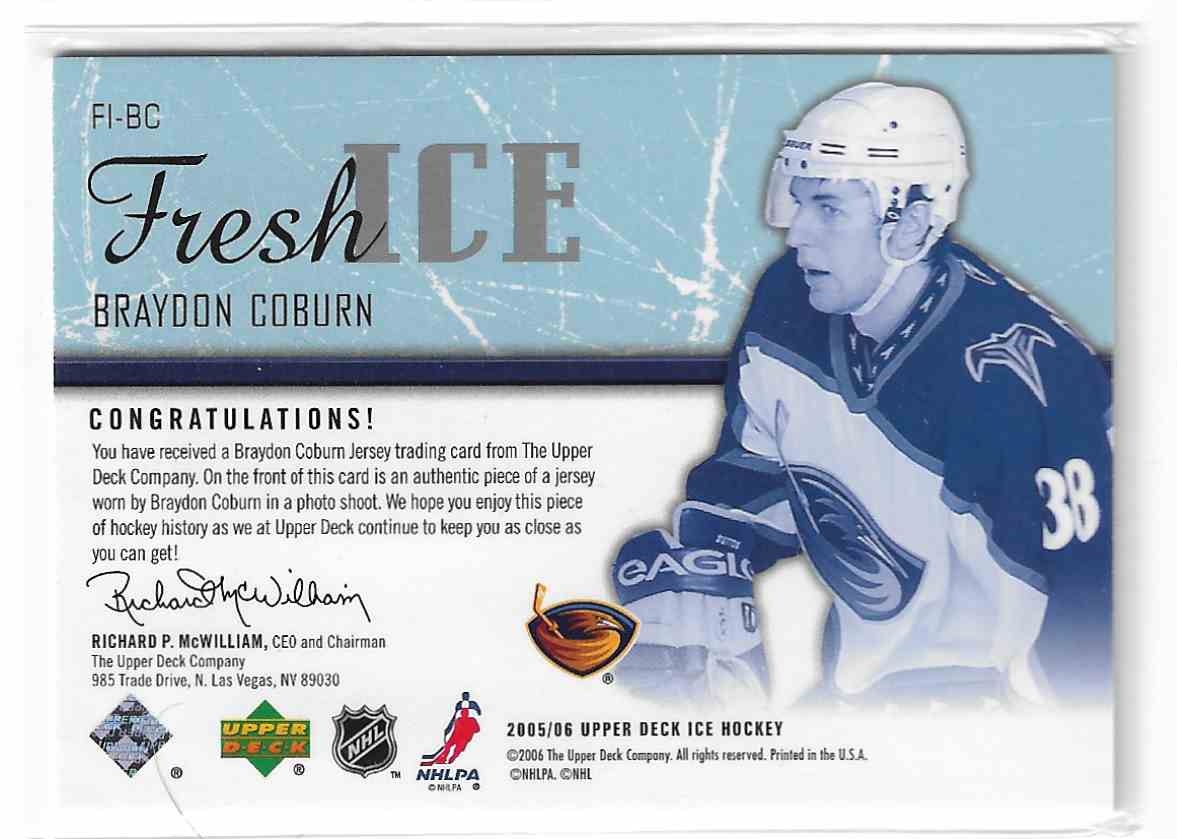 FI-BC
Fresh ICE
BRAYDON COBURN
CONGRATULATIONS!
You have received a Braydon Coburn Jersey trading card from The Upper
Deck Company. On the front of this card is an authentic piece of a jersey
worn by Braydon Coburn in a photo shoot. We hope you enjoy this piece
of hockey history as we at Upper Deck continue to keep you as close as
you can get!
Richard McWilliam
RICHARD P. McWILLIAM, CEO and Chairman
The Upper Deck Company
985 Trade Drive, N. Las Vegas, NV 89030
38
EAGL
UPPER
DECK
®
®
NHL
™
NHLPA
© NHLPA ®
®
2005/06 UPPER DECK ICE HOCKEY
©2006 The Upper Deck Company. All rights reserved. Printed in the U.S.A.
©NHLPA. ©NHL